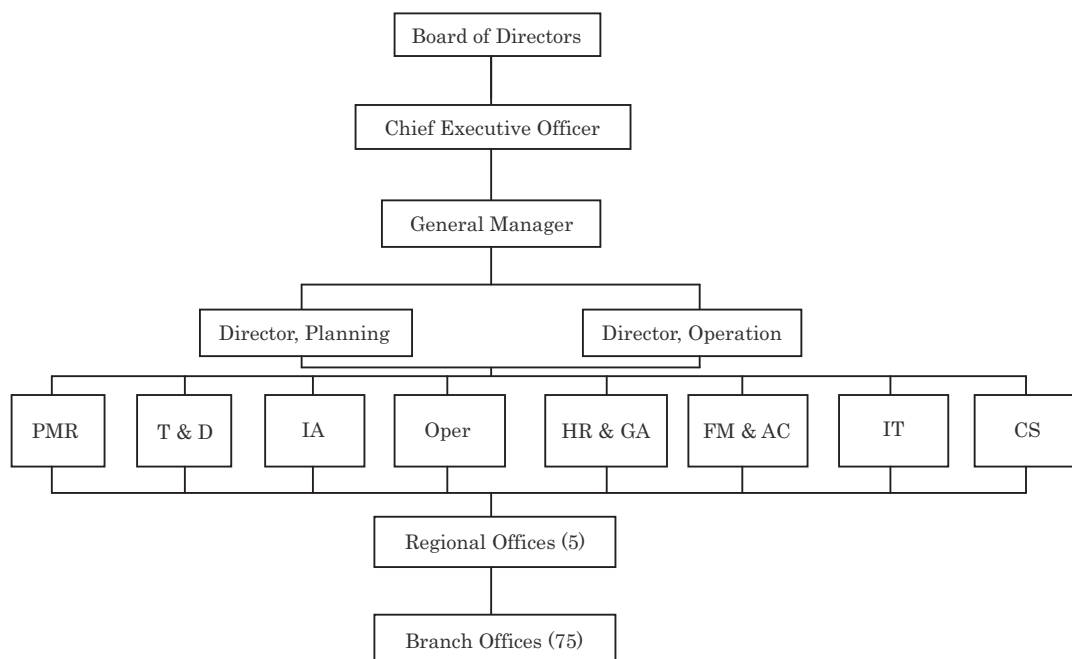 Board of Directors
Chief Executive Officer
General Manager
Director, Planning
Director, Operation
PMR
T & D
IA
Oper
HR & GA
FM & AC
IT
CS
Regional Offices (5)
Branch Offices (75)